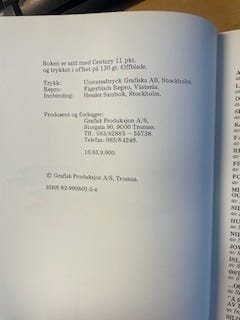 Boken er satt med Century 11 pkt.
og trykket i offset på 130 gr. Offblade.
Trykk: Universaltryck Grafiska AB, Stockholm.
Repro: Fägerblads Repro, Västerås.
Innbinding: Hessler Sambok, Stockholm.
Produsent og forlegger:
Grafisk Produksjon A/S,
Storgata 90, 9000 Tromsø.
Tlf.: 083/82885 – 55738.
Telefax: 083/84249.
10.83.9.000.
© Grafisk Produksjon A/S, Tromsø.
ISBN 82-990801-3-4